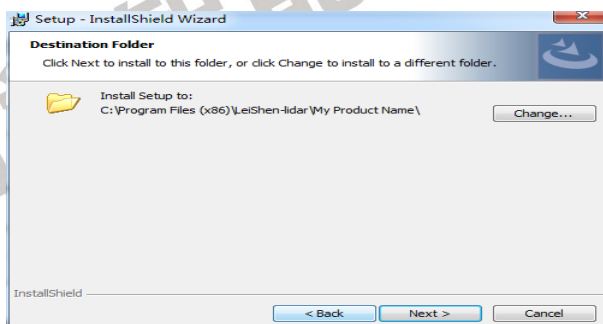 Setup - InstallShield Wizard
Destination Folder
Click Next to install to this folder, or click Change to install to a different folder.
Install Setup to:
C:\Program Files (x86)\LeiShen-lidar\My Product Name\
Change...
InstallShield
< Back
Next >
Cancel